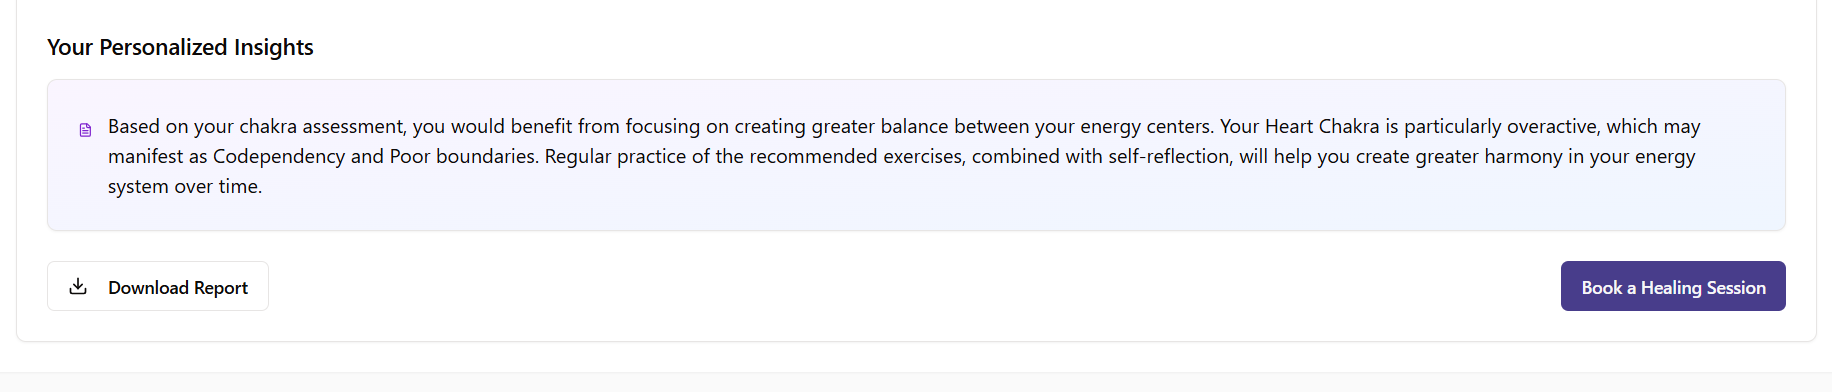 Your Personalized Insights
Based on your chakra assessment, you would benefit from focusing on creating greater balance between your energy centers. Your Heart Chakra is particularly overactive, which may
manifest as Codependency and Poor boundaries. Regular practice of the recommended exercises, combined with self-reflection, will help you create greater harmony in your energy
system over time.
Download Report
Book a Healing Session